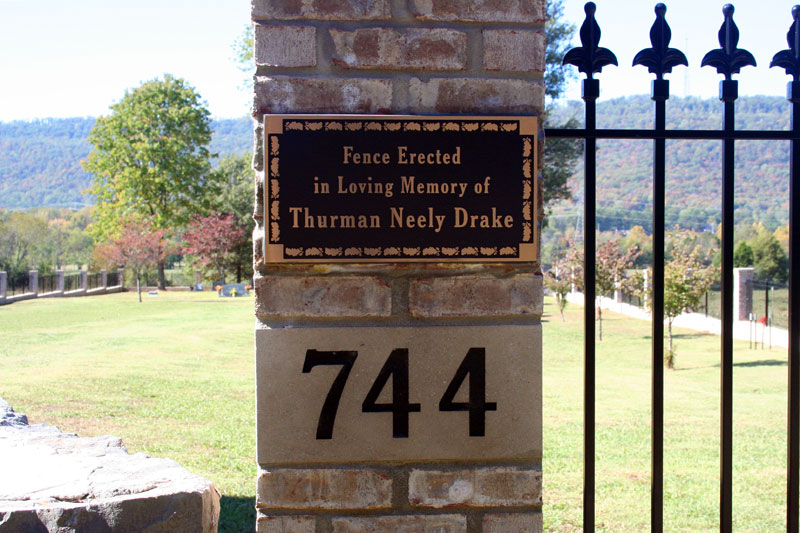 Fence Erected
in Loving Memory of
Thurman Neely Drake
744